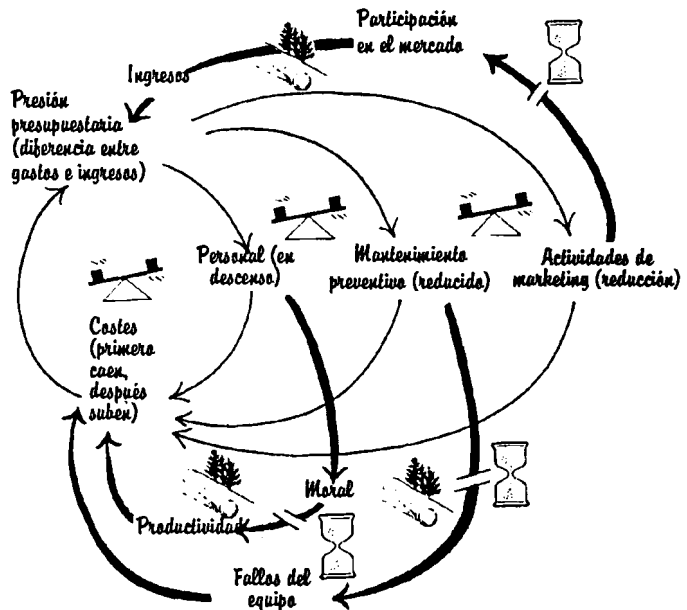 Participación
en el mercado
Ingresos
Presión
presupuestaria
(diferencia entre
gastos e ingresos)
Personal (en
descenso)
Mantenimiento
preventivo (reducido)
Actividades de
marketing (reducción)
Costes
(primero
caen,
después
suben)
Moral
Productividad
Fallos del
equipo